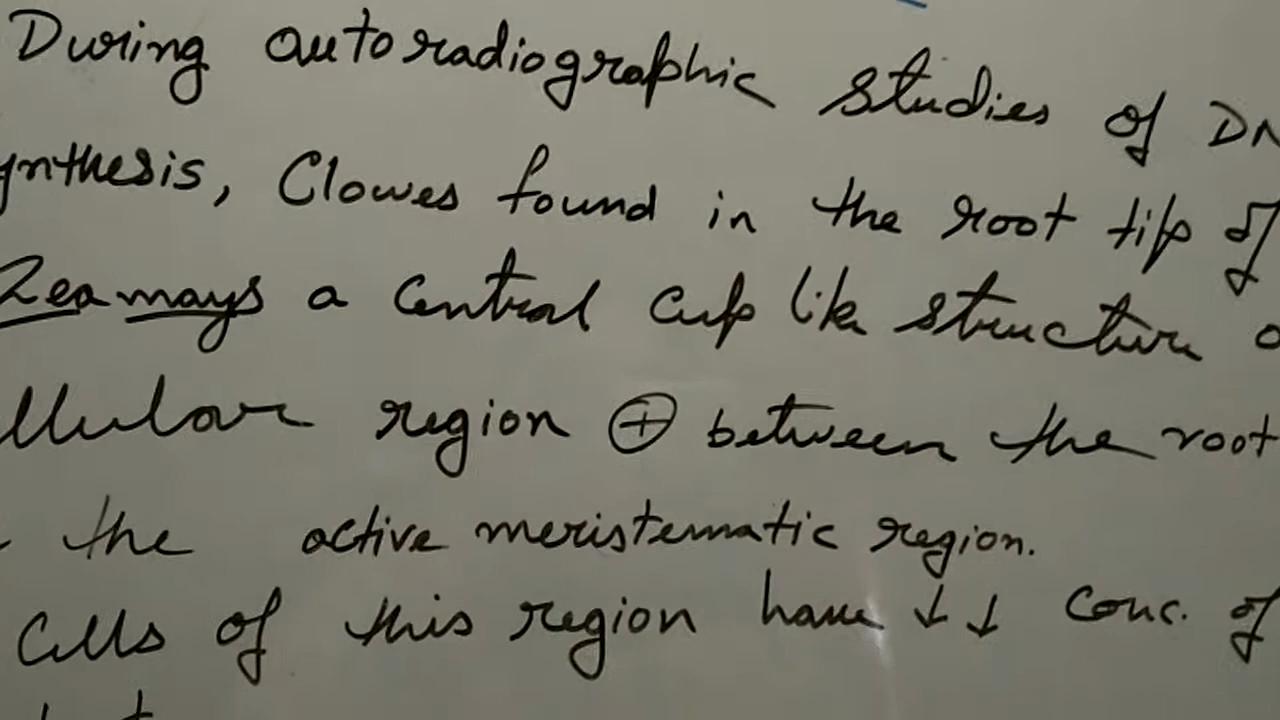 During autoradiographic studies of DN
ynthesis, Clowes found in the root tip of
Zea mays a central cup like structure o
llular region ⊕ between the root
the active meristematic region.
Cells of this region have ↓↓ conc. of